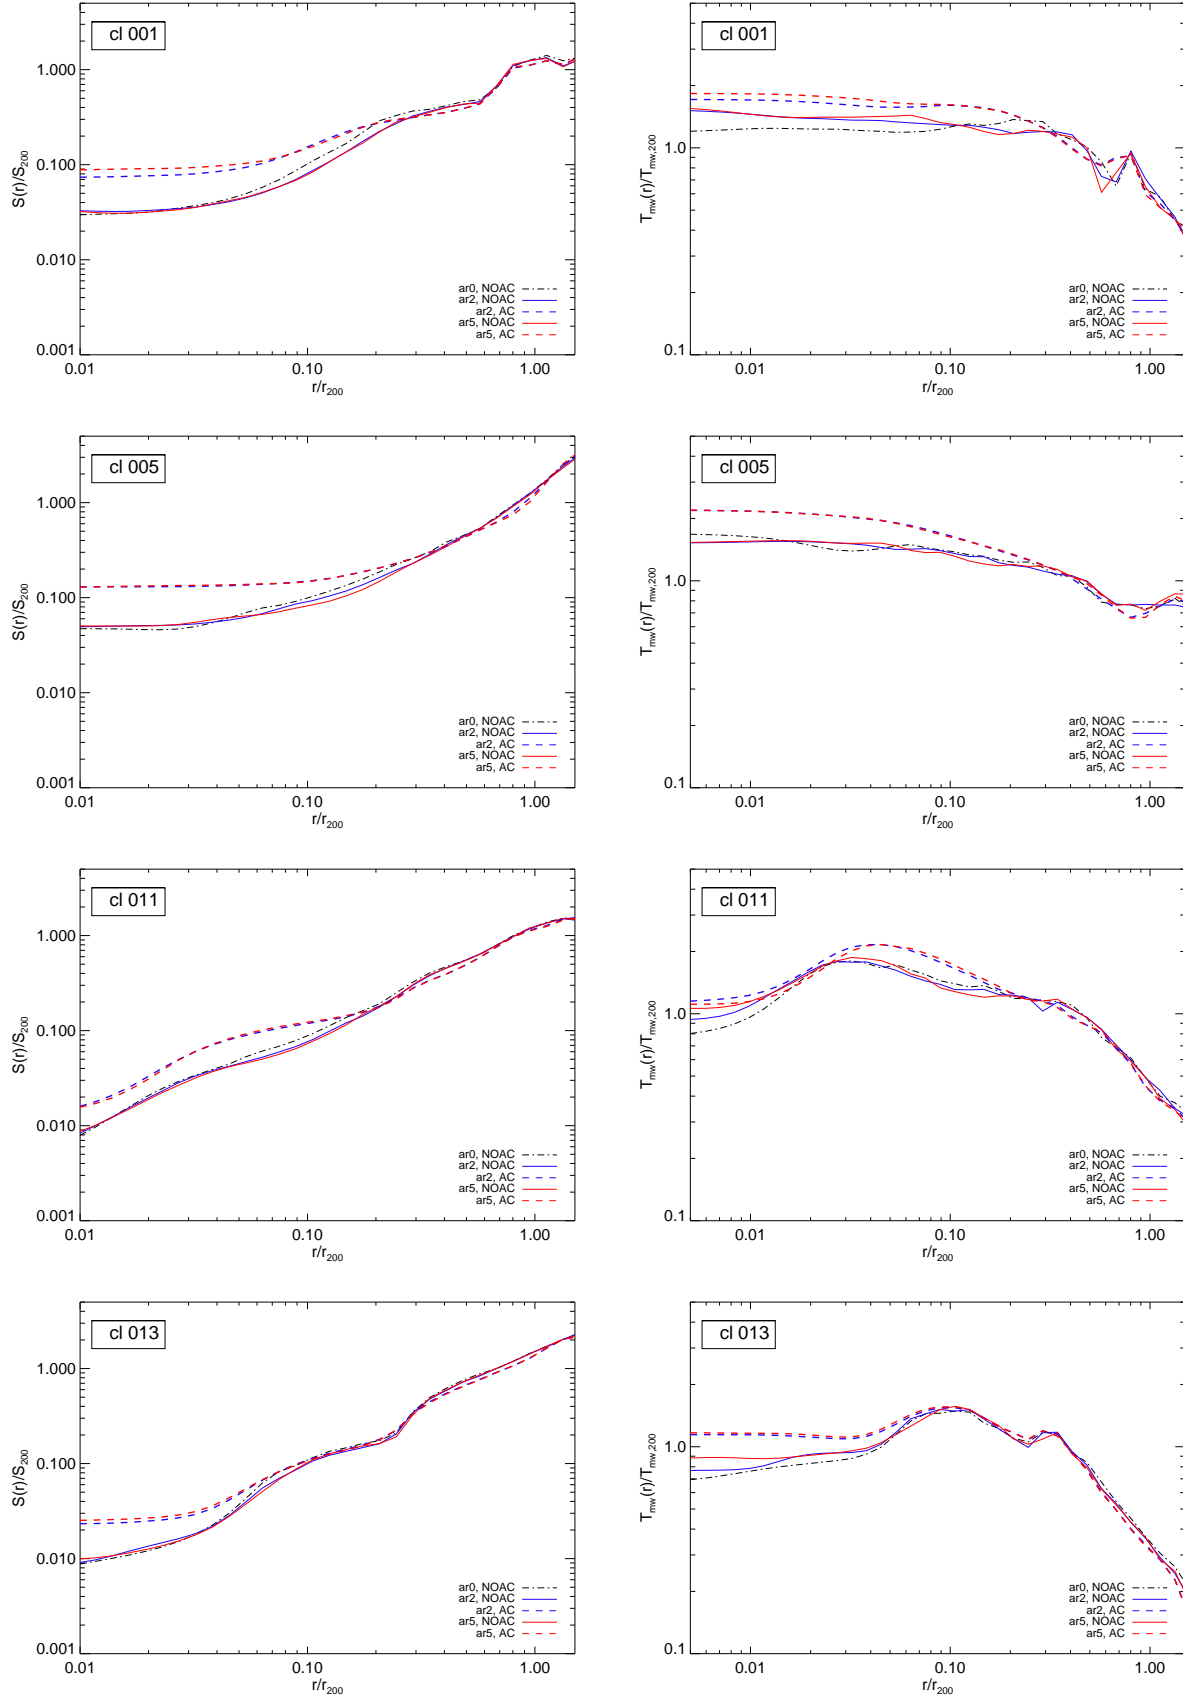 cl 001
S(r)/S200
1.000
0.100
0.010
0.001
ar0, NOAC
ar2, NOAC
ar2, AC
ar5, NOAC
ar5, AC
0.01 0.10 1.00
r/r200
cl 001
Tmw(r)/Tmw,200
1.0
0.1
ar0, NOAC
ar2, NOAC
ar2, AC
ar5, NOAC
ar5, AC
0.01 0.10 1.00
r/r200
cl 005
S(r)/S200
1.000
0.100
0.010
0.001
ar0, NOAC
ar2, NOAC
ar2, AC
ar5, NOAC
ar5, AC
0.01 0.10 1.00
r/r200
cl 005
Tmw(r)/Tmw,200
1.0
0.1
ar0, NOAC
ar2, NOAC
ar2, AC
ar5, NOAC
ar5, AC
0.01 0.10 1.00
r/r200
cl 011
S(r)/S200
1.000
0.100
0.010
0.001
ar0, NOAC
ar2, NOAC
ar2, AC
ar5, NOAC
ar5, AC
0.01 0.10 1.00
r/r200
cl 011
Tmw(r)/Tmw,200
1.0
0.1
ar0, NOAC
ar2, NOAC
ar2, AC
ar5, NOAC
ar5, AC
0.01 0.10 1.00
r/r200
cl 013
S(r)/S200
1.000
0.100
0.010
0.001
ar0, NOAC
ar2, NOAC
ar2, AC
ar5, NOAC
ar5, AC
0.01 0.10 1.00
r/r200
cl 013
Tmw(r)/Tmw,200
1.0
0.1
ar0, NOAC
ar2, NOAC
ar2, AC
ar5, NOAC
ar5, AC
0.01 0.10 1.00
r/r200